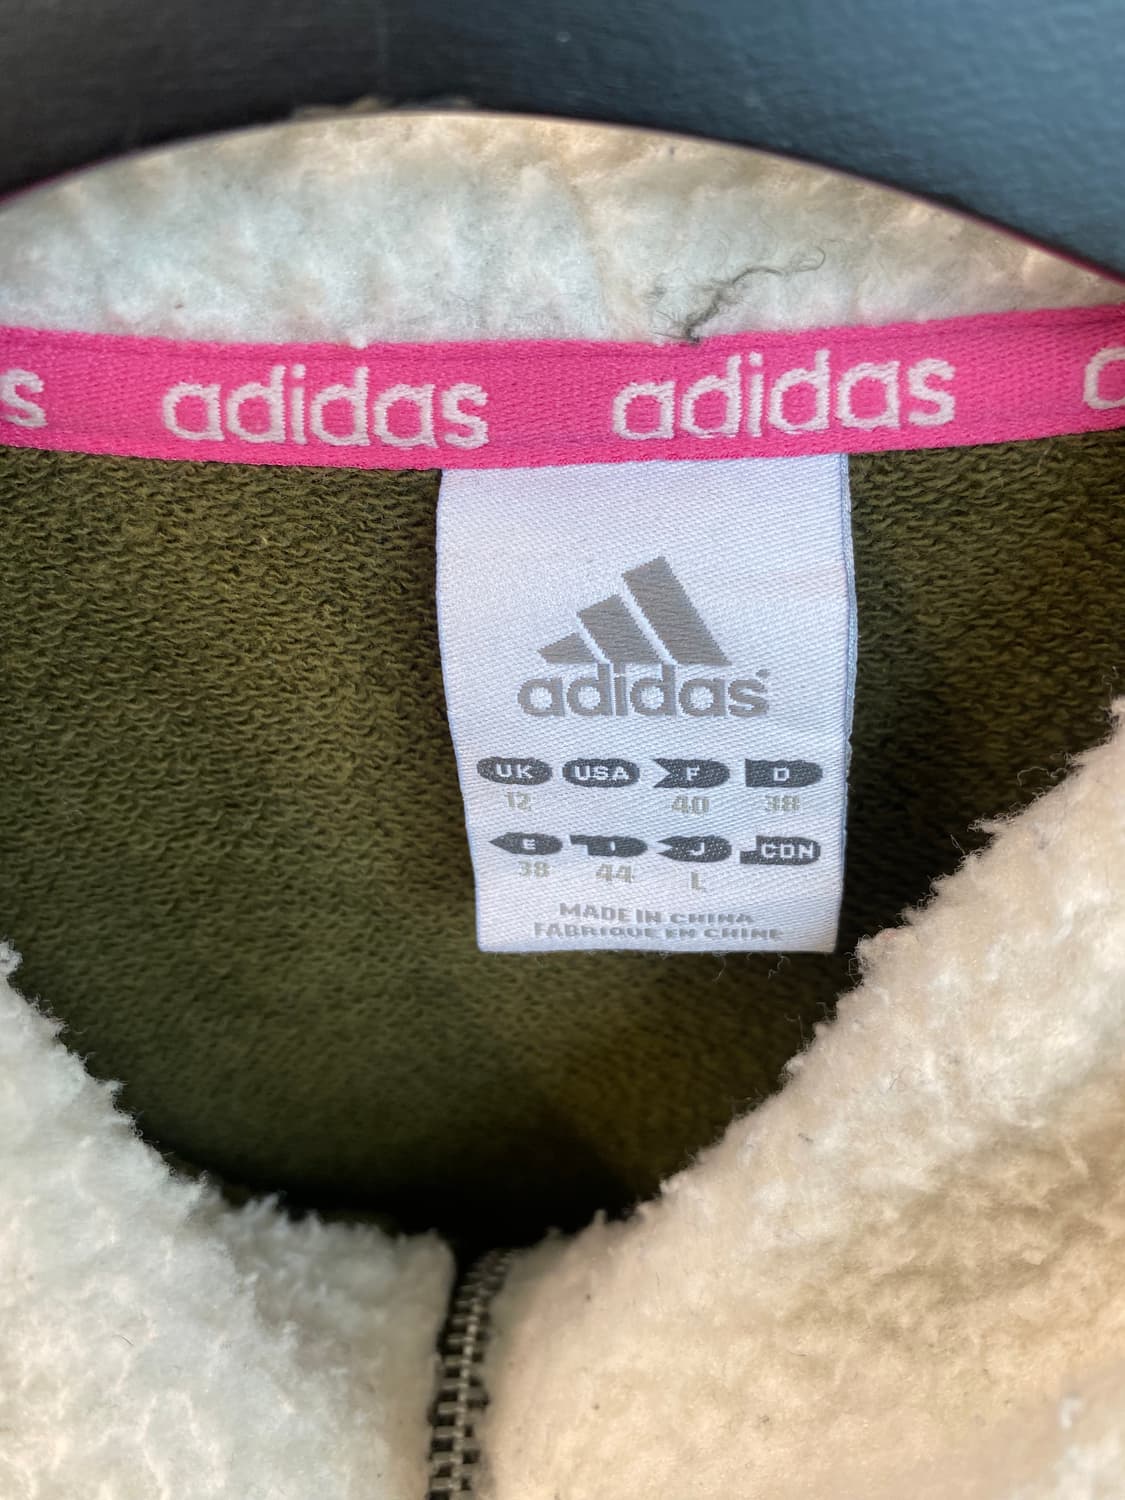 s adidas adidas a
adidas
UK USA F D
12 40 38
E I J CDN
38 44 L
MADE IN CHINA
FABRIQUE EN CHINE